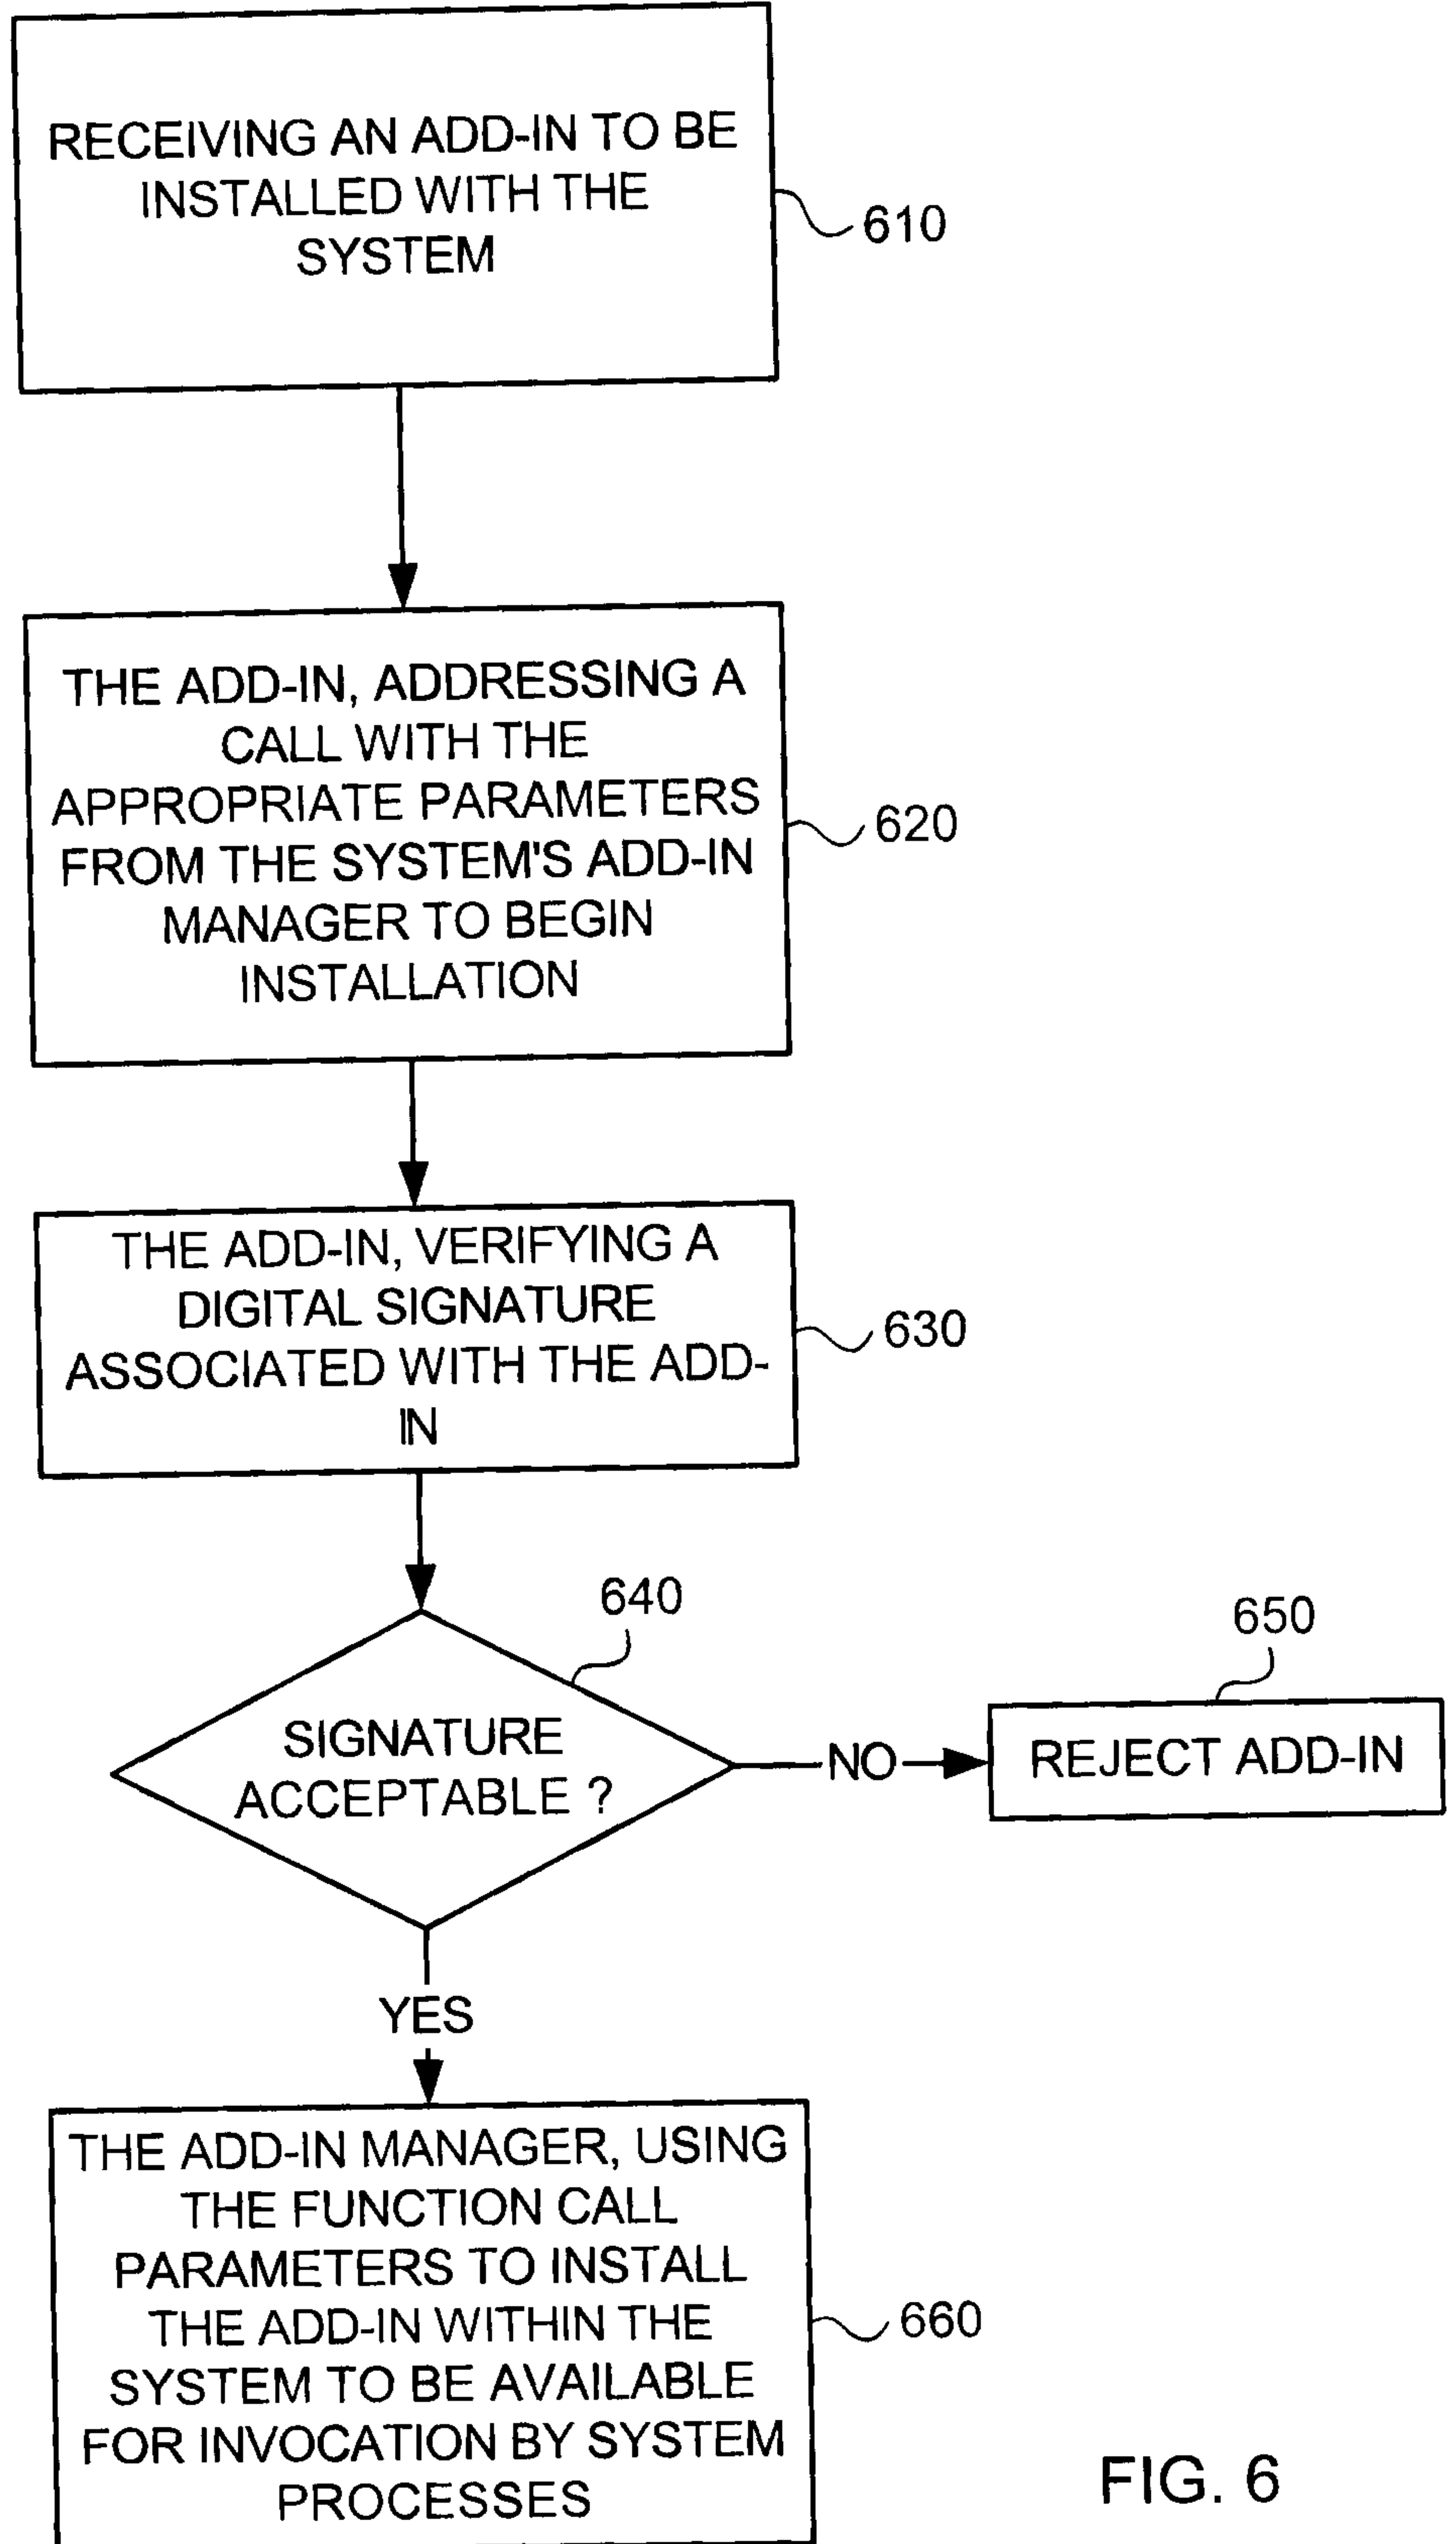 RECEIVING AN ADD-IN TO BE
INSTALLED WITH THE
SYSTEM
610
THE ADD-IN, ADDRESSING A
CALL WITH THE
APPROPRIATE PARAMETERS
FROM THE SYSTEM'S ADD-IN
MANAGER TO BEGIN
INSTALLATION
620
THE ADD-IN, VERIFYING A
DIGITAL SIGNATURE
ASSOCIATED WITH THE ADD-
IN
630
640
SIGNATURE
ACCEPTABLE ?
NO
650
REJECT ADD-IN
YES
THE ADD-IN MANAGER, USING
THE FUNCTION CALL
PARAMETERS TO INSTALL
THE ADD-IN WITHIN THE
SYSTEM TO BE AVAILABLE
FOR INVOCATION BY SYSTEM
PROCESSES
660
FIG. 6